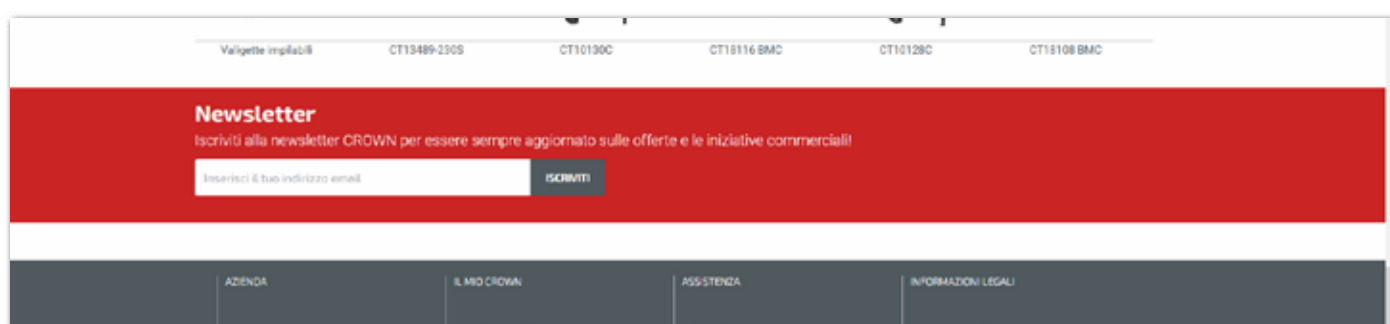 Valigette impilabili CT13489-230S CT10130C CT18116 BMC CT10128C CT18108 BMC
Newsletter
Iscriviti alla newsletter CROWN per essere sempre aggiornato sulle offerte e le iniziative commerciali!
Inserisci il tuo indirizzo email ISCRIVITI
AZIENDA IL MIO CROWN ASSISTENZA INFORMAZIONI LEGALI